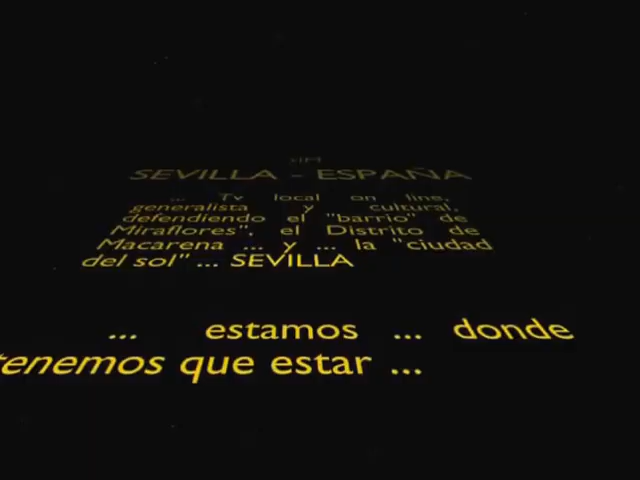 SEVILLA - ESPAÑA
... Tv local on line,
generalista y cultural,
defendiendo el "barrio" de
Miraflores", el Distrito de
Macarena ... y ... la "ciudad
del sol" ... SEVILLA
... estamos ... donde
tenemos que estar ...